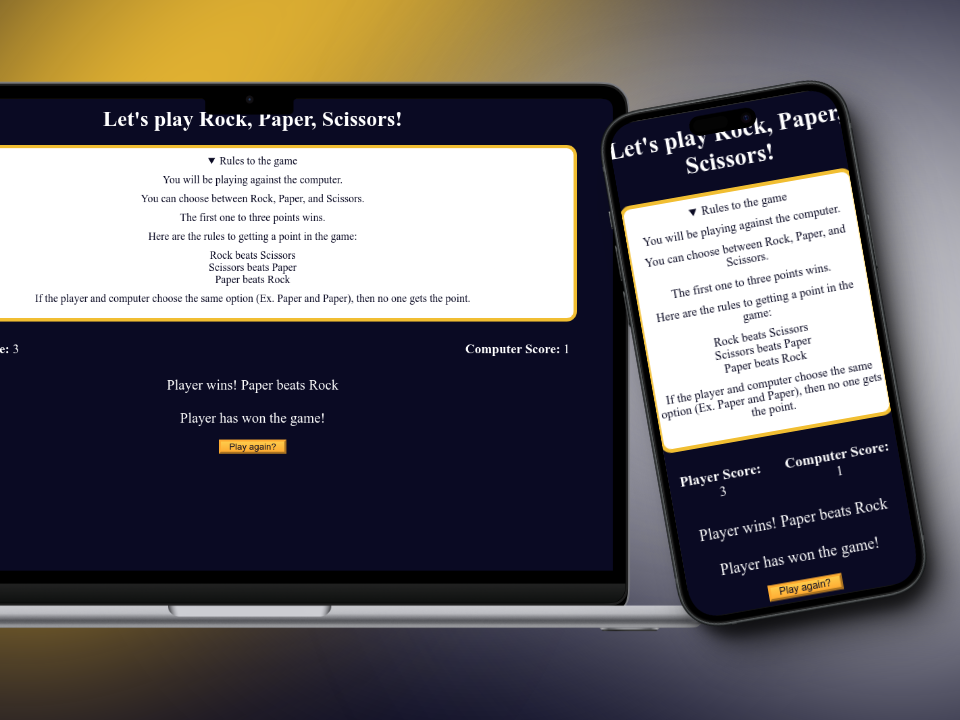 Let's play Rock, Paper, Scissors!
▼ Rules to the game
You will be playing against the computer.
You can choose between Rock, Paper, and Scissors.
The first one to three points wins.
Here are the rules to getting a point in the game:
Rock beats Scissors
Scissors beats Paper
Paper beats Rock
If the player and computer choose the same option (Ex. Paper and Paper), then no one gets the point.
e: 3
Computer Score: 1
Player wins! Paper beats Rock
Player has won the game!
Play again?
Let's play Rock, Paper,
Scissors!
▼ Rules to the game
You will be playing against the computer.
You can choose between Rock, Paper, and
Scissors.
The first one to three points wins.
Here are the rules to getting a point in the
game:
Rock beats Scissors
Scissors beats Paper
Paper beats Rock
If the player and computer choose the same
option (Ex. Paper and Paper), then no one gets
the point.
Player Score:
3
Computer Score:
1
Player wins! Paper beats Rock
Player has won the game!
Play again?